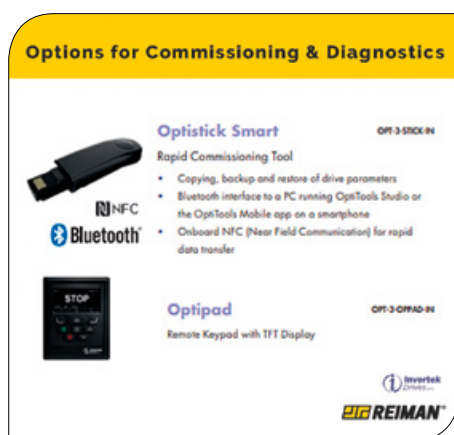 Options for Commissioning & Diagnostics
Optistick Smart
OPT-3-STICK-IN
Rapid Commissioning Tool
• Copying, backup and restore of drive parameters
• Bluetooth interface to a PC running OptiTools Studio or
the OptiTools Mobile app on a smartphone
• Onboard NFC (Near Field Communication) for rapid
data transfer
NFC
Bluetooth®
STOP
Optipad
OPT-3-OPPAD-IN
Remote Keypad with TFT Display
Invertek
Drives
REIMAN